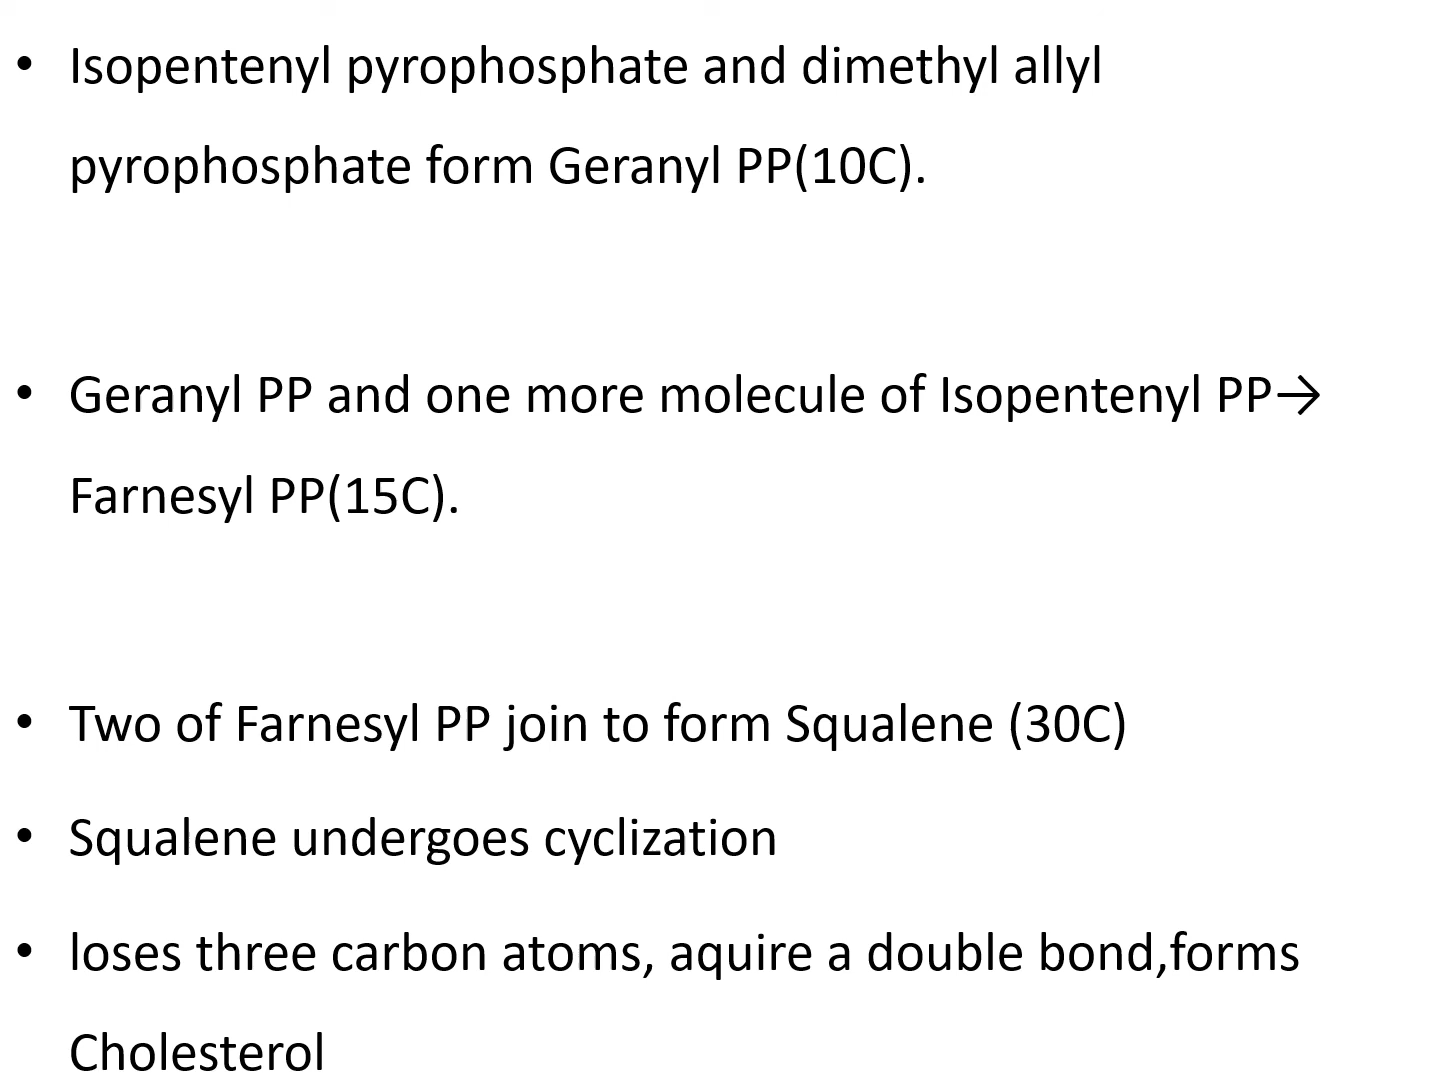 • Isopentenyl pyrophosphate and dimethyl allyl
pyrophosphate form Geranyl PP(10C).
• Geranyl PP and one more molecule of Isopentenyl PP→
Farnesyl PP(15C).
• Two of Farnesyl PP join to form Squalene (30C)
• Squalene undergoes cyclization
• loses three carbon atoms, aquire a double bond,forms
Cholesterol